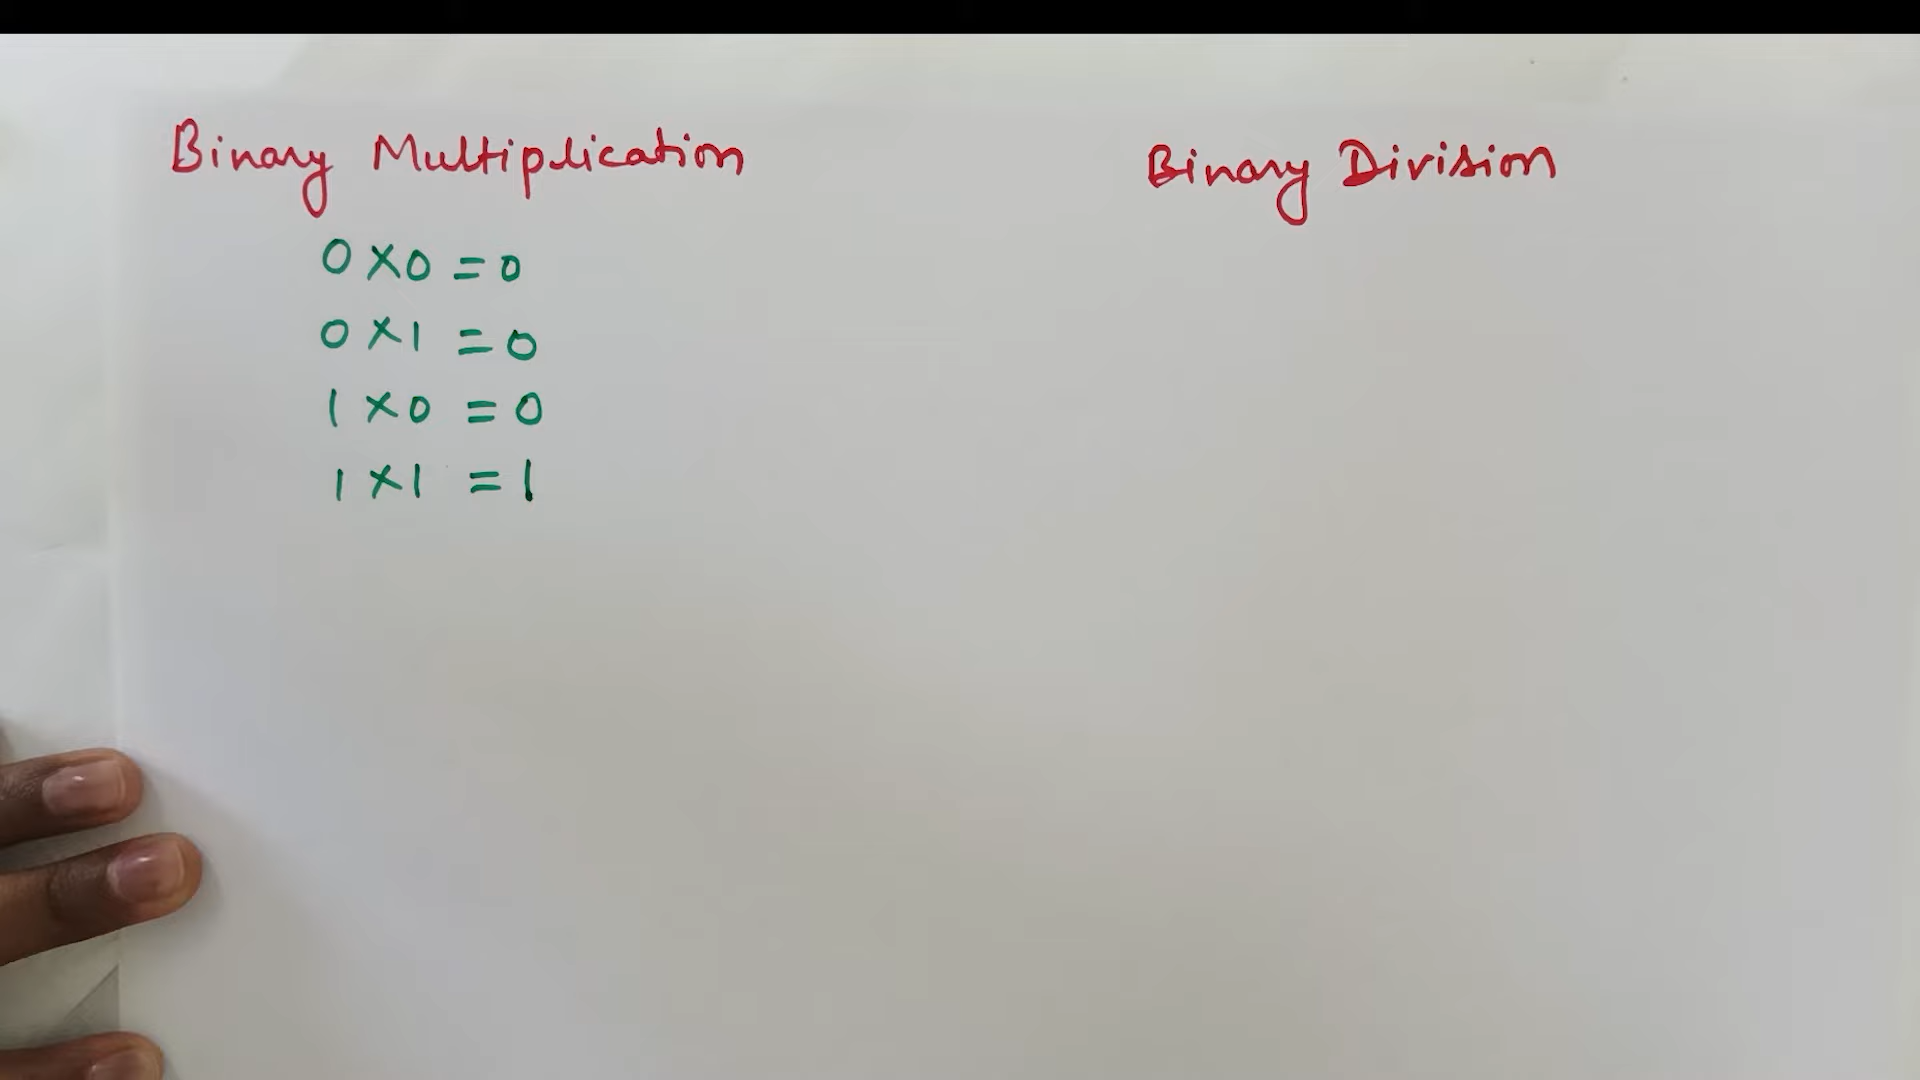 Binary Multiplication
0 × 0 = 0
0 × 1 = 0
1 × 0 = 0
1 × 1 = 1
Binary Division